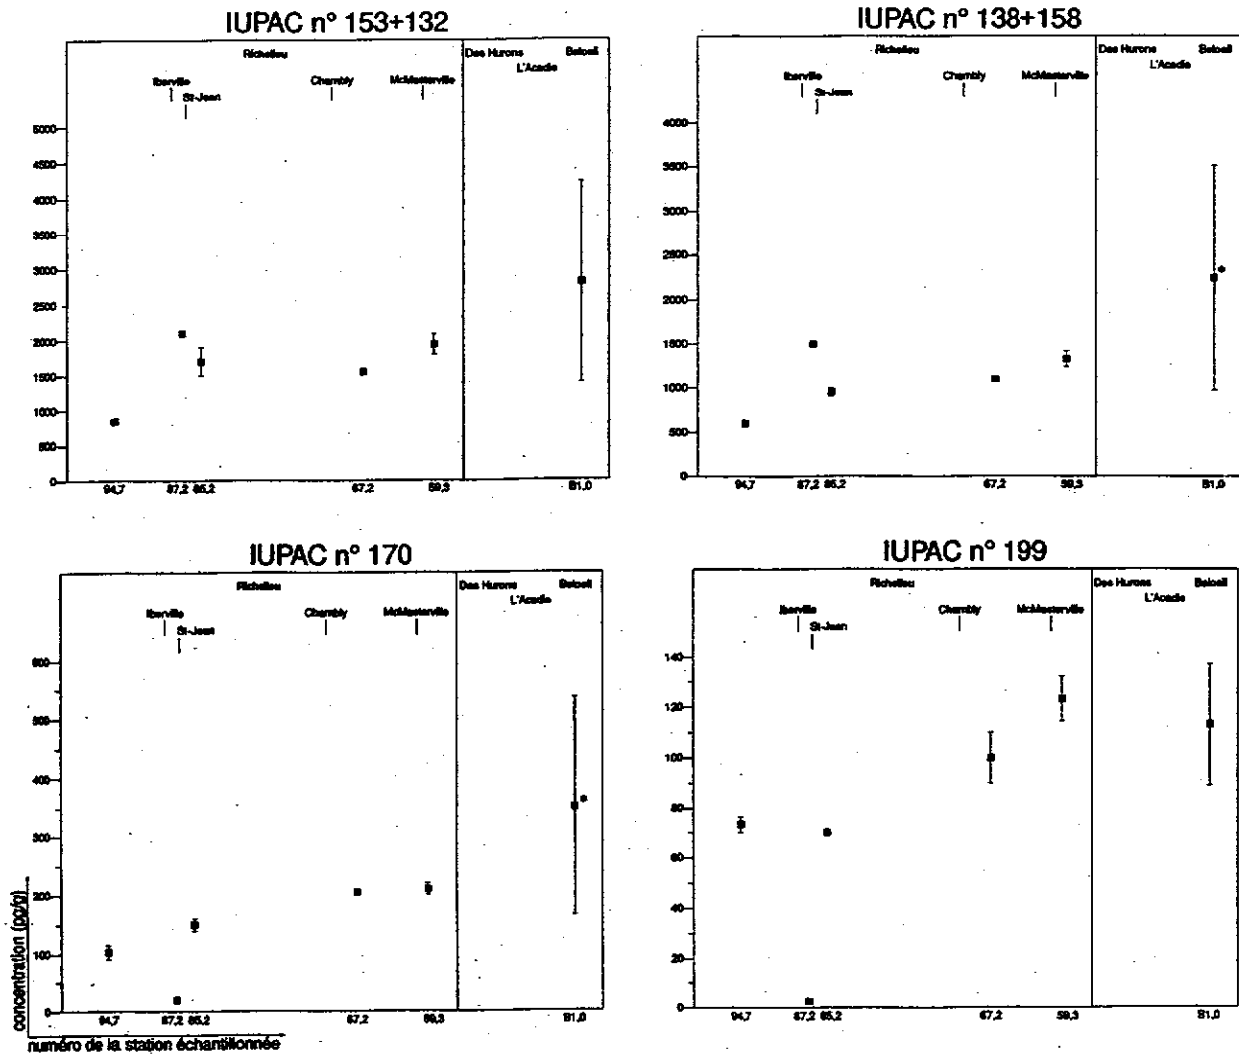 IUPAC n° 153+132
Richelieu
Iberville
St-Jean
Chambly
McMasterville
Des Hurons
L'Acadie
Beloeil
5000
4500
4000
3500
3000
2500
2000
1500
1000
500
0
94,7 87,2 85,2 67,2 59,3 B1,0
IUPAC n° 138+158
Richelieu
Iberville
St-Jean
Chambly
McMasterville
Des Hurons
L'Acadie
Beloeil
4000
3500
3000
2500
2000
1500
1000
500
0
94,7 87,2 85,2 67,2 59,3 B1,0
IUPAC n° 170
Richelieu
Iberville
St-Jean
Chambly
McMasterville
Des Hurons
L'Acadie
Beloeil
600
500
400
300
200
100
0
94,7 87,2 85,2 67,2 59,3 B1,0
concentration (pg/g)
numéro de la station échantillonnée
IUPAC n° 199
Richelieu
Iberville
St-Jean
Chambly
McMasterville
Des Hurons
L'Acadie
Beloeil
140
120
100
80
60
40
20
0
94,7 87,2 85,2 67,2 59,3 B1,0